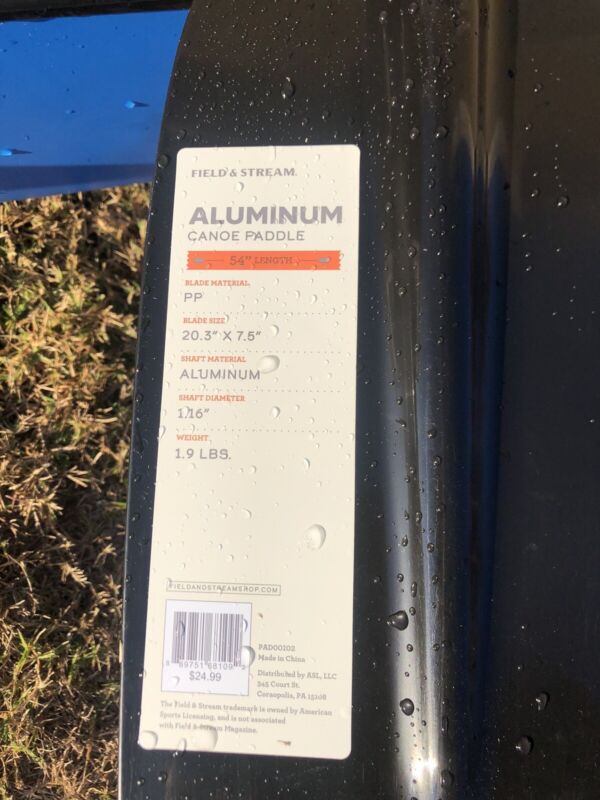 FIELD & STREAM.
ALUMINUM
CANOE PADDLE
54" LENGTH
BLADE MATERIAL
PP
BLADE SIZE
20.3" X 7.5"
SHAFT MATERIAL
ALUMINUM
SHAFT DIAMETER
1.16"
WEIGHT
1.9 LBS.
FIELDANDSTREAMSHOP.COM
89751 68109 2
$24.99
PAD00102
Made in China
Distributed by ASL, LLC
345 Court St.
Coraopolis, PA 15108
The Field & Stream trademark is owned by American
Sports Licensing, and is not associated
with Field & Stream Magazine.